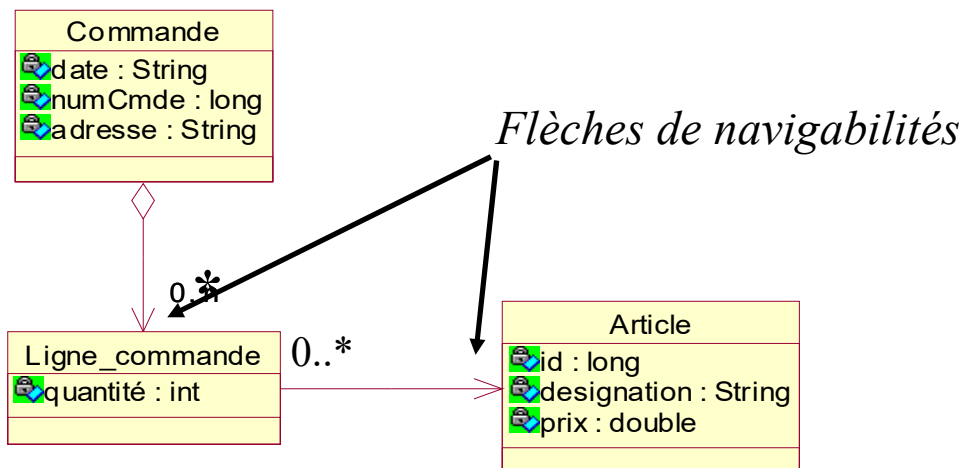 Commande
date : String
numCmde : long
adresse : String
Flèches de navigabilités
0..*
Ligne_commande
quantité : int
0..*
Article
id : long
designation : String
prix : double